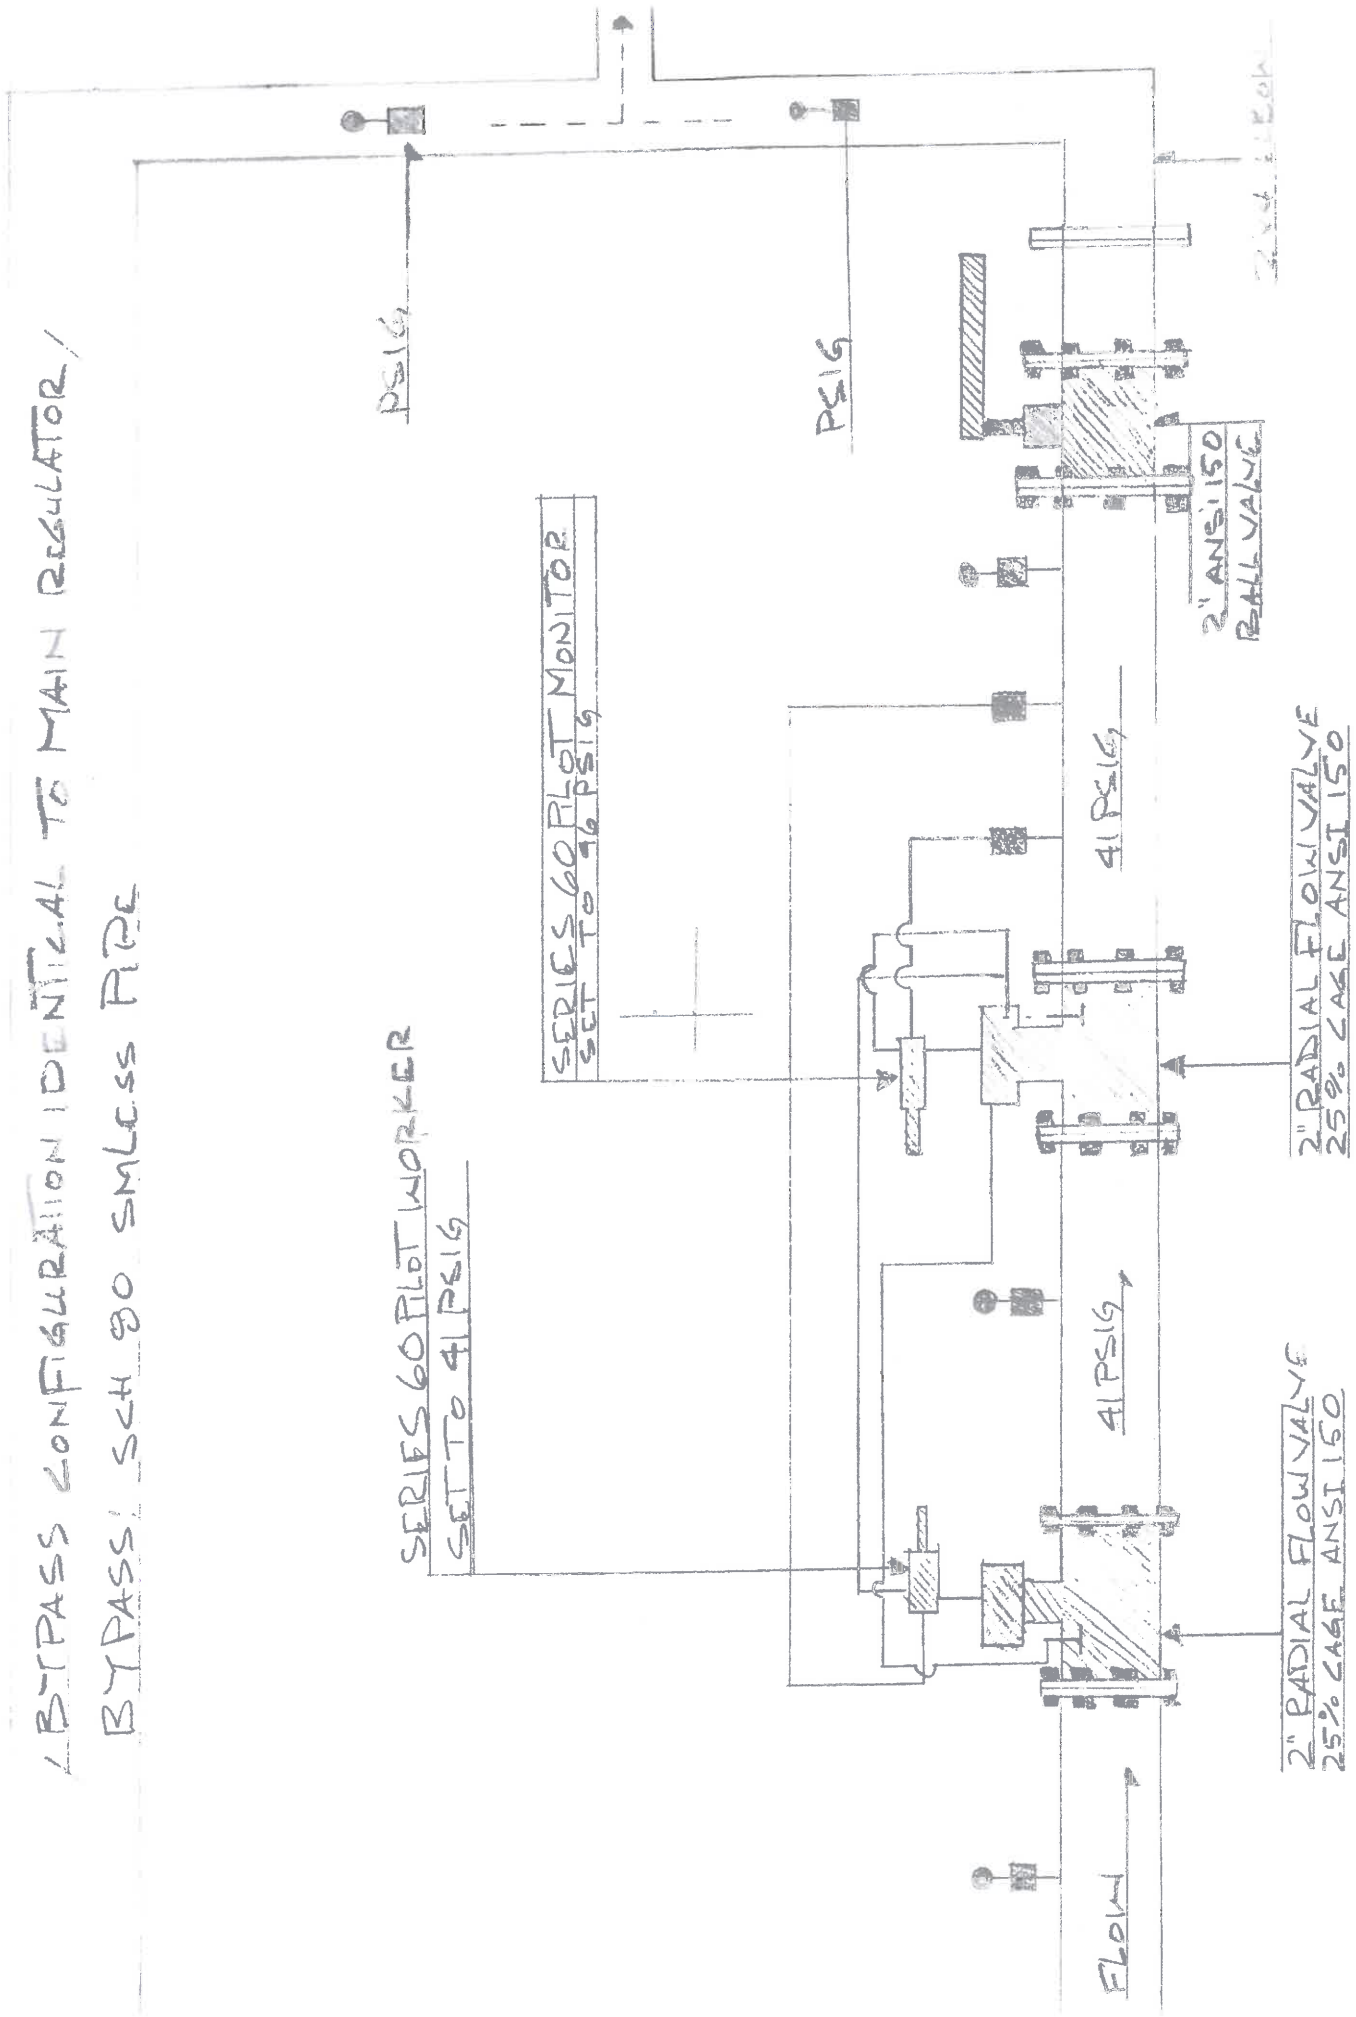 BYPASS CONFIGURATION IDENTICAL TO MAIN REGULATOR
BYPASS: SCH 80 SMLESS PIPE
PSIG
PSIG
SERIES 60 PILOT MONITOR
SET TO 46 PSIG
SERIES 60 PILOT WORKER
SET TO 41 PSIG
FLOW
41 PSIG
41 PSIG
2" ANSI 150
BALL VALVE
2" RADIAL FLOW VALVE
25% CAGE ANSI 150
2" RADIAL FLOW VALVE
25% CAGE ANSI 150